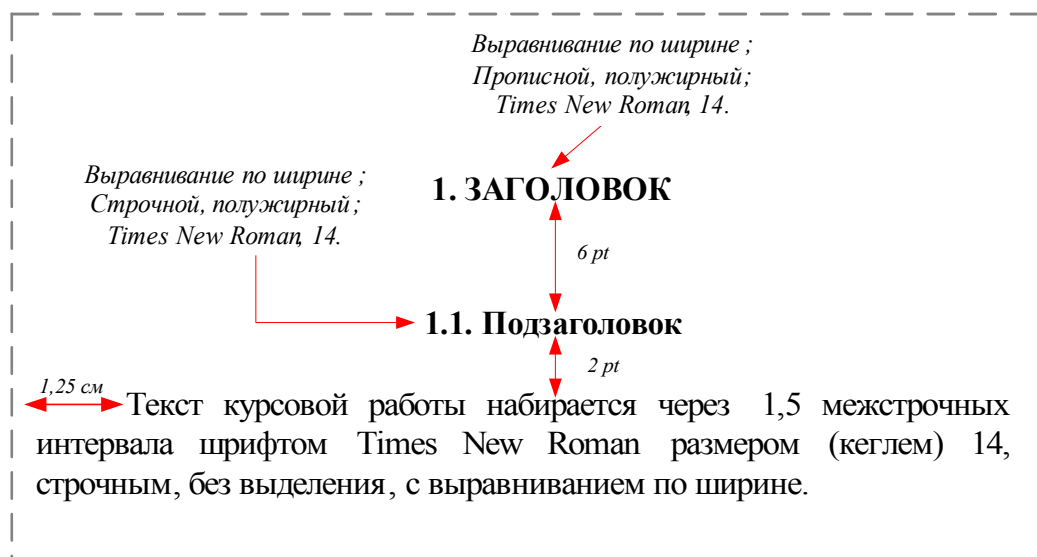 Выравнивание по ширине ;
Прописной, полужирный;
Times New Roman, 14.
Выравнивание по ширине ;
Строчной, полужирный;
Times New Roman, 14.
1. ЗАГОЛОВОК
6 pt
1.1. Подзаголовок
2 pt
1,25 см
Текст курсовой работы набирается через 1,5 межстрочных
интервала шрифтом Times New Roman размером (кеглем) 14,
строчным, без выделения, с выравниванием по ширине.